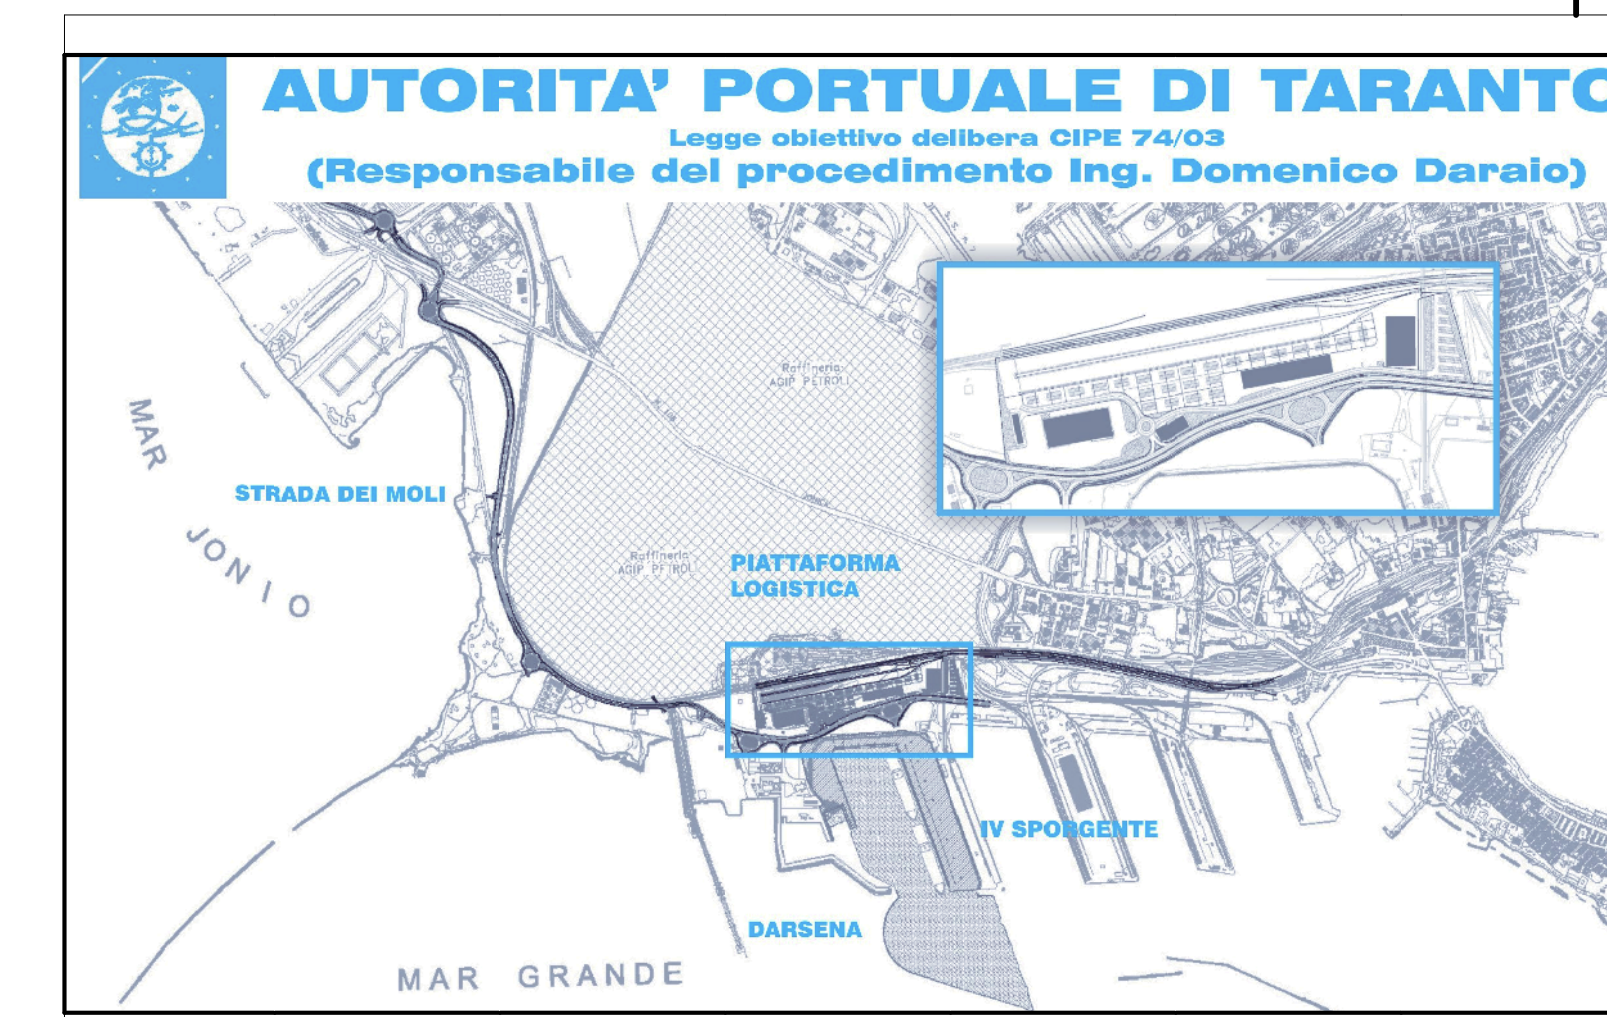 AUTORITA' PORTUALE DI TARANTO
Legge obiettivo delibera CIPE 74/03
(Responsabile del procedimento Ing. Domenico Daraio)
Raffineria
AGIP PETROLI
MAR
JONIO
STRADA DEI MOLI
Raffineria
AGIP PETROLI
PIATTAFORMA
LOGISTICA
IV SPORGENTE
DARSENA
MAR GRANDE